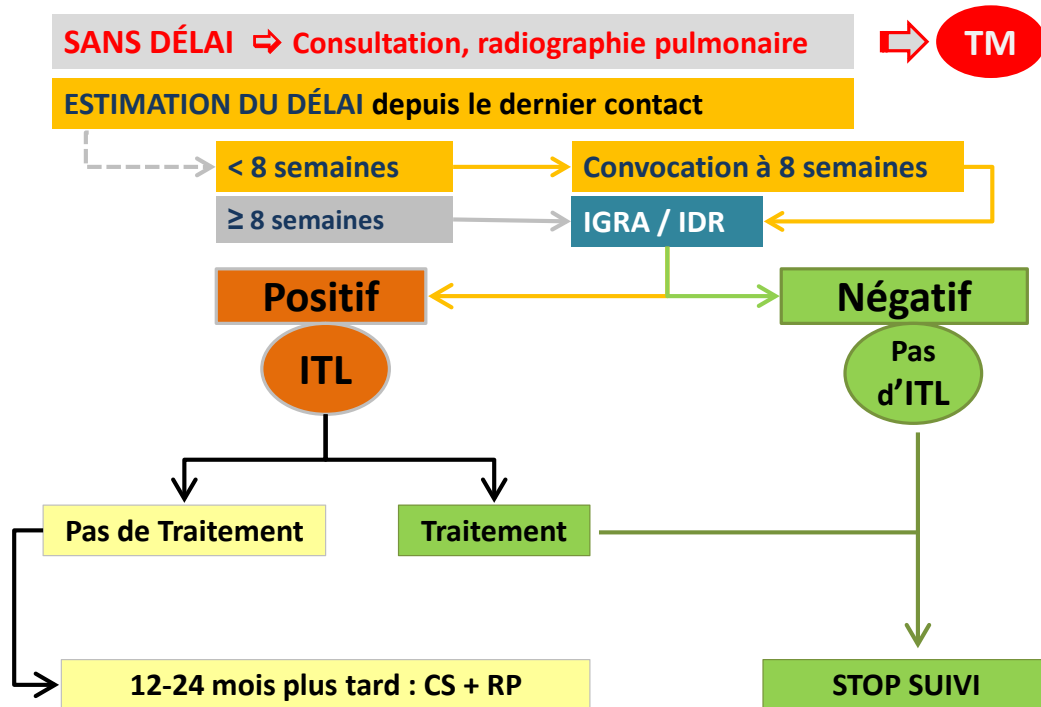 SANS DÉLAI ⇨ Consultation, radiographie pulmonaire
TM
ESTIMATION DU DÉLAI depuis le dernier contact
< 8 semaines
Convocation à 8 semaines
≥ 8 semaines
IGRA / IDR
Positif
Négatif
ITL
Pas
d'ITL
Pas de Traitement
Traitement
12-24 mois plus tard : CS + RP
STOP SUIVI